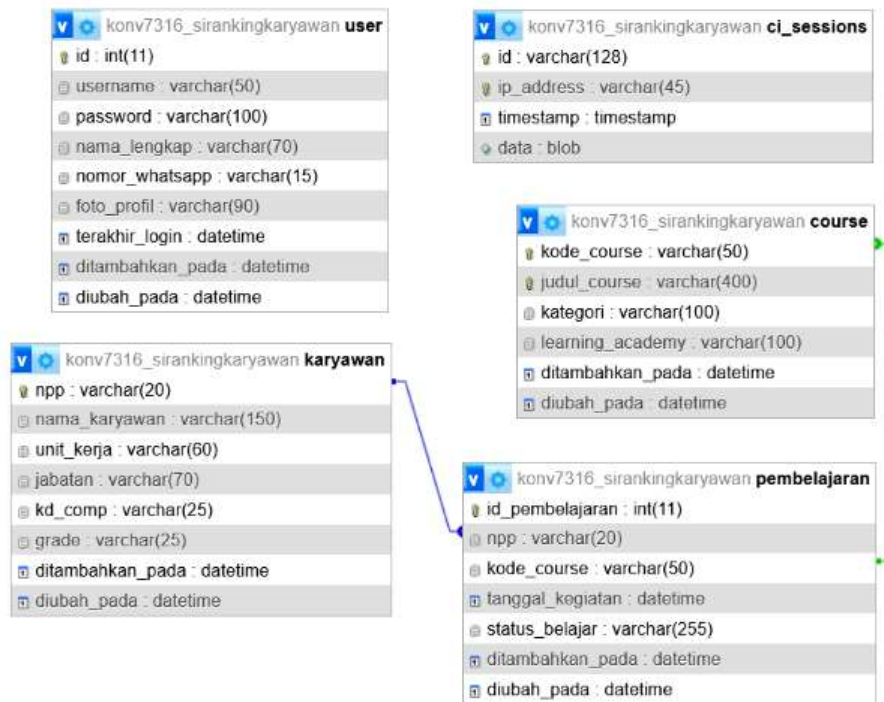 konv7316_sirankingkaryawan user
id : int(11)
username : varchar(50)
password : varchar(100)
nama_lengkap : varchar(70)
nomor_whatsapp : varchar(15)
foto_profil : varchar(90)
terakhir_login : datetime
ditambahkan_pada : datetime
diubah_pada : datetime
konv7316_sirankingkaryawan ci_sessions
id : varchar(128)
ip_address : varchar(45)
timestamp : timestamp
data : blob
konv7316_sirankingkaryawan course
kode_course : varchar(50)
judul_course : varchar(400)
kategori : varchar(100)
learning_academy : varchar(100)
ditambahkan_pada : datetime
diubah_pada : datetime
konv7316_sirankingkaryawan karyawan
npp : varchar(20)
nama_karyawan : varchar(150)
unit_kerja : varchar(60)
jabatan : varchar(70)
kd_comp : varchar(25)
grade : varchar(25)
ditambahkan_pada : datetime
diubah_pada : datetime
konv7316_sirankingkaryawan pembelajaran
id_pembelajaran : int(11)
npp : varchar(20)
kode_course : varchar(50)
tanggal_kegiatan : datetime
status_belajar : varchar(255)
ditambahkan_pada : datetime
diubah_pada : datetime